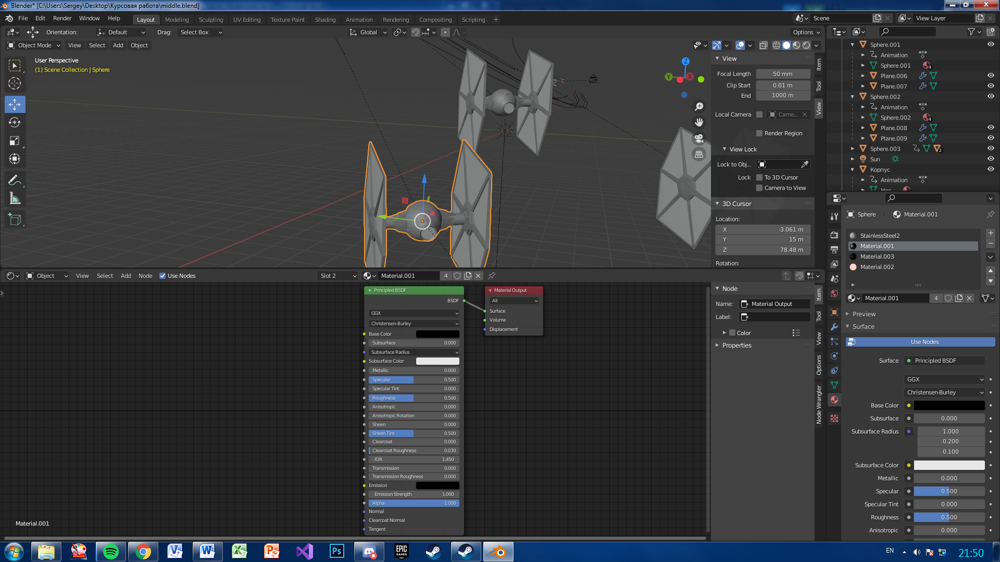 Blender* [C:\Users\Sergey\Desktop\Курсовая работа\middle.blend]
File Edit Render Window Help Layout Modeling Sculpting UV Editing Texture Paint Shading Animation Rendering Compositing Scripting + Scene View Layer
Orientation: Default Drag: Select Box Global Options
Object Mode View Select Add Object
User Perspective
(1) Scene Collection | Sphere
Z
Y
X
View
Focal Length 50 mm
Clip Start 0.01 m
End 1000 m
Local Camera Came...
Render Region
View Lock
Lock to Obj...
Lock To 3D Cursor
Camera to View
3D Cursor
Location:
X -3.061 m
Y 15 m
Z 78.48 m
Rotation:
Item
Tool
View
Sphere.001
Animation
Sphere.001 4
Plane.006
Plane.007
Sphere.002
Animation
Sphere.002 4
Plane.008
Plane.009
Sphere.003 2
Sun
Корпус
Animation
Sphere Material.001
StainlessSteel2
Material.001
Material.003
Material.002
Material.001 4
Preview
Surface
Use Nodes
Surface Principled BSDF
GGX
Christensen-Burley
Base Color
Subsurface 0.000
Subsurface Radius 1.000
0.200
0.100
Subsurface Color
Metallic 0.000
Specular 0.500
Specular Tint 0.000
Roughness 0.500
Anisotropic 0.000
Object View Select Add Node Use Nodes Slot 2 Material.001 4
Principled BSDF
BSDF
GGX
Christensen-Burley
Base Color
Subsurface 0.000
Subsurface Radius
Subsurface Color
Metallic 0.000
Specular 0.500
Specular Tint 0.000
Roughness 0.500
Anisotropic 0.000
Anisotropic Rotation 0.000
Sheen 0.000
Sheen Tint 0.500
Clearcoat 0.000
Clearcoat Roughness 0.030
IOR 1.450
Transmission 0.000
Transmission Roughness 0.000
Emission
Emission Strength 1.000
Alpha 1.000
Normal
Clearcoat Normal
Tangent
Material Output
All
Surface
Volume
Displacement
Node
Name: Material Output
Label:
Color
Properties
Item
Tool
View
Options
Node Wrangler
Material.001
Ps
EPIC
GAMES
EN
21:50